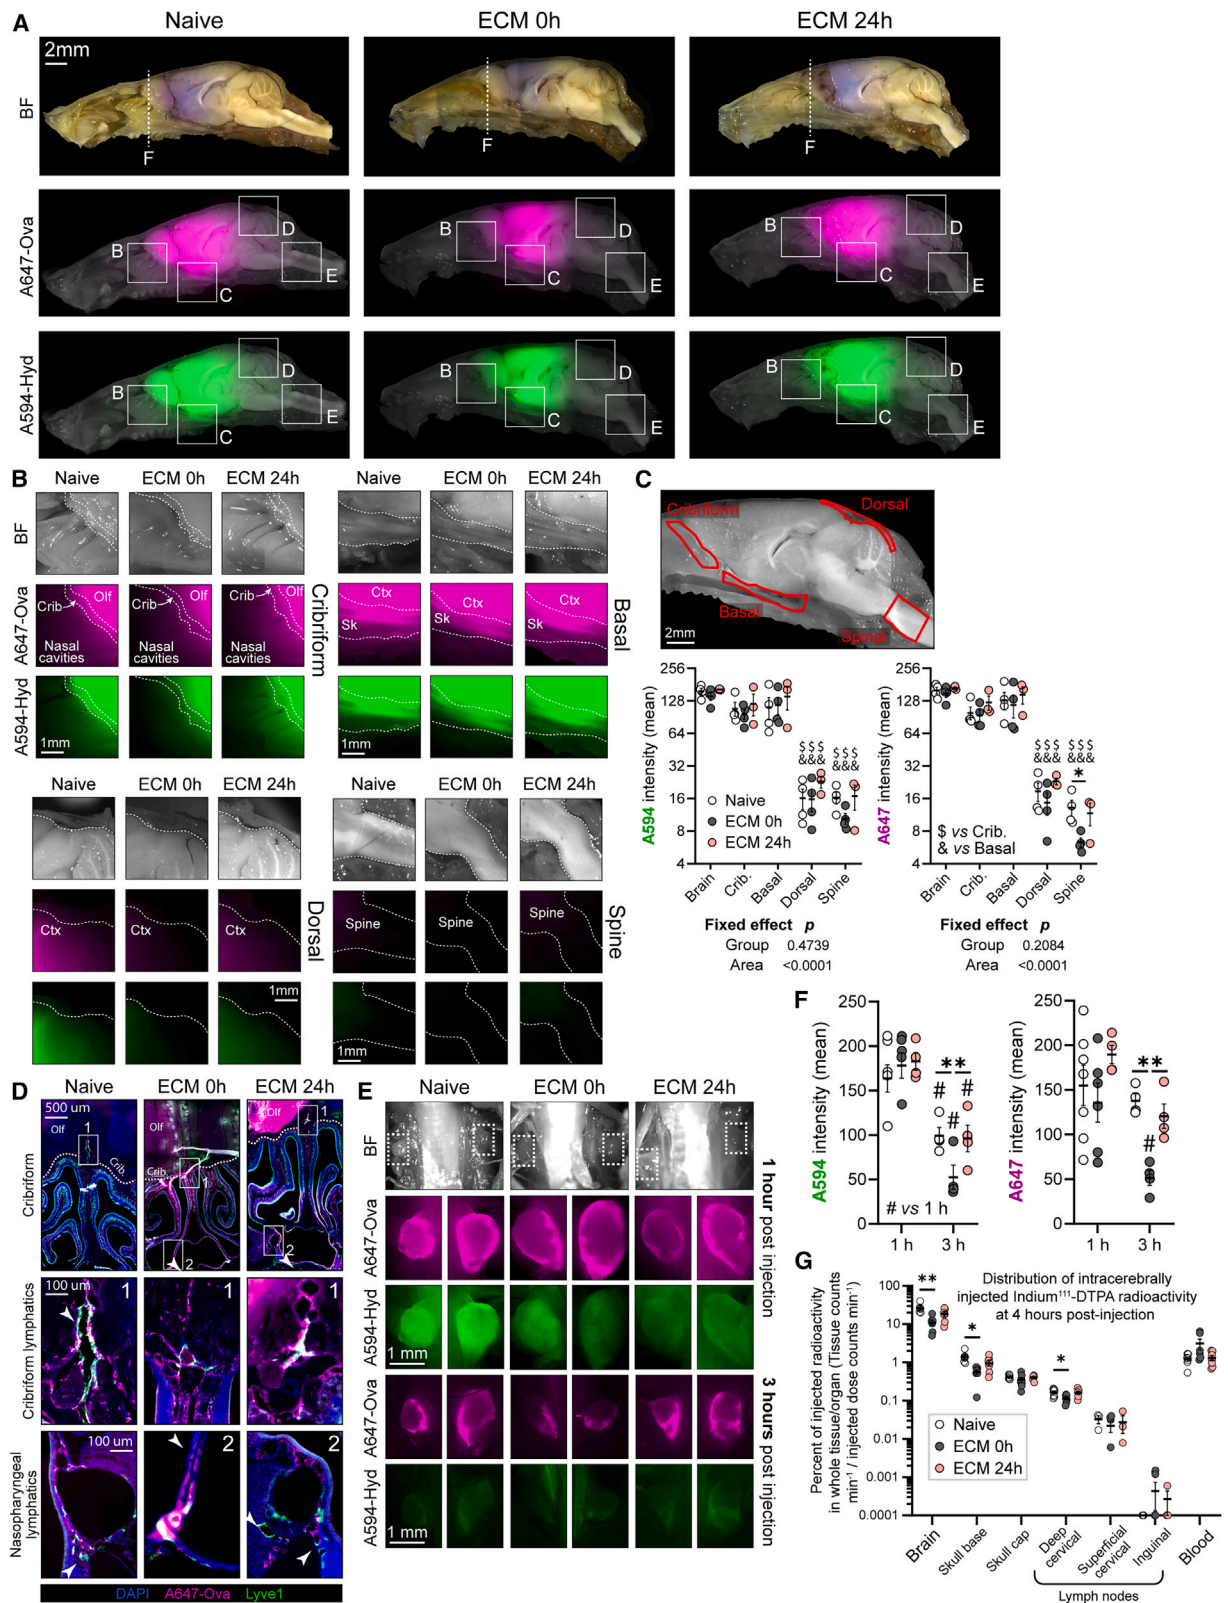 A
Naive
ECM 0h
ECM 24h
2mm
BF
F
F
F
A647-Ova
B
C
D
E
B
C
D
E
B
C
D
E
A594-Hyd
B
C
D
E
B
C
D
E
B
C
D
E
B
Naive
ECM 0h
ECM 24h
Naive
ECM 0h
ECM 24h
BF
A647-Ova
Crib
Olf
Nasal
cavities
Crib
Olf
Nasal
cavities
Crib
Olf
Nasal
cavities
Cribriform
Ctx
Sk
Ctx
Sk
Ctx
Sk
Basal
A594-Hyd
1mm
1mm
Naive
ECM 0h
ECM 24h
Naive
ECM 0h
ECM 24h
Ctx
Ctx
Ctx
Dorsal
Spine
Spine
Spine
Spine
1mm
1mm
C
Cribriform
Dorsal
Basal
Spinal
2mm
A594 intensity (mean)
256
128
64
32
16
8
4
$$$
&&&
$$$
&&&
Naive
ECM 0h
ECM 24h
Brain
Crib.
Basal
Dorsal
Spine
Fixed effect p
Group 0.4739
Area <0.0001
A647 intensity (mean)
256
128
64
32
16
8
4
$$$
&&&
$$$
&&&
*
$ vs Crib.
& vs Basal
Brain
Crib.
Basal
Dorsal
Spine
Fixed effect p
Group 0.2084
Area <0.0001
D
Naive
ECM 0h
ECM 24h
Cribriform
500 um
Olf
1
Crib.
Olf
Crib.
1
2
Olf
1
2
Cribriform lymphatics
100 um
1
1
1
Nasopharyngeal
lymphatics
100 um
2
2
DAPI A647-Ova Lyve1
E
Naive
ECM 0h
ECM 24h
BF
A647-Ova
A594-Hyd
1 mm
1 hour post injection
A647-Ova
A594-Hyd
1 mm
3 hours post injection
F
A594 intensity (mean)
250
200
150
100
50
0
**
#
#
#
# vs 1 h
1 h
3 h
A647 intensity (mean)
250
200
150
100
50
0
**
#
1 h
3 h
G
Distribution of intracerebrally
injected Indium¹¹¹-DTPA radioactivity
at 4 hours post-injection
Percent of injected radioactivity
in whole tissue/organ (Tissue counts
min⁻¹ / injected dose counts min⁻¹)
100
10
1
0.1
0.01
0.001
0.0001
**
*
*
Naive
ECM 0h
ECM 24h
Brain
Skull base
Skull cap
Deep
cervical
Superficial
cervical
Inguinal
Blood
Lymph nodes